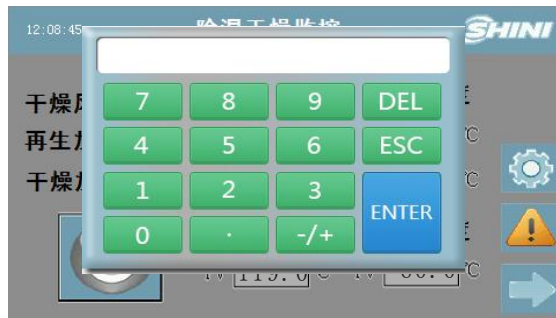 12:08:45
SHINI
干燥
7 8 9 DEL
再生
℃
4 5 6 ESC
干燥
℃
1 2 3
ENTER
0 . -/+
℃